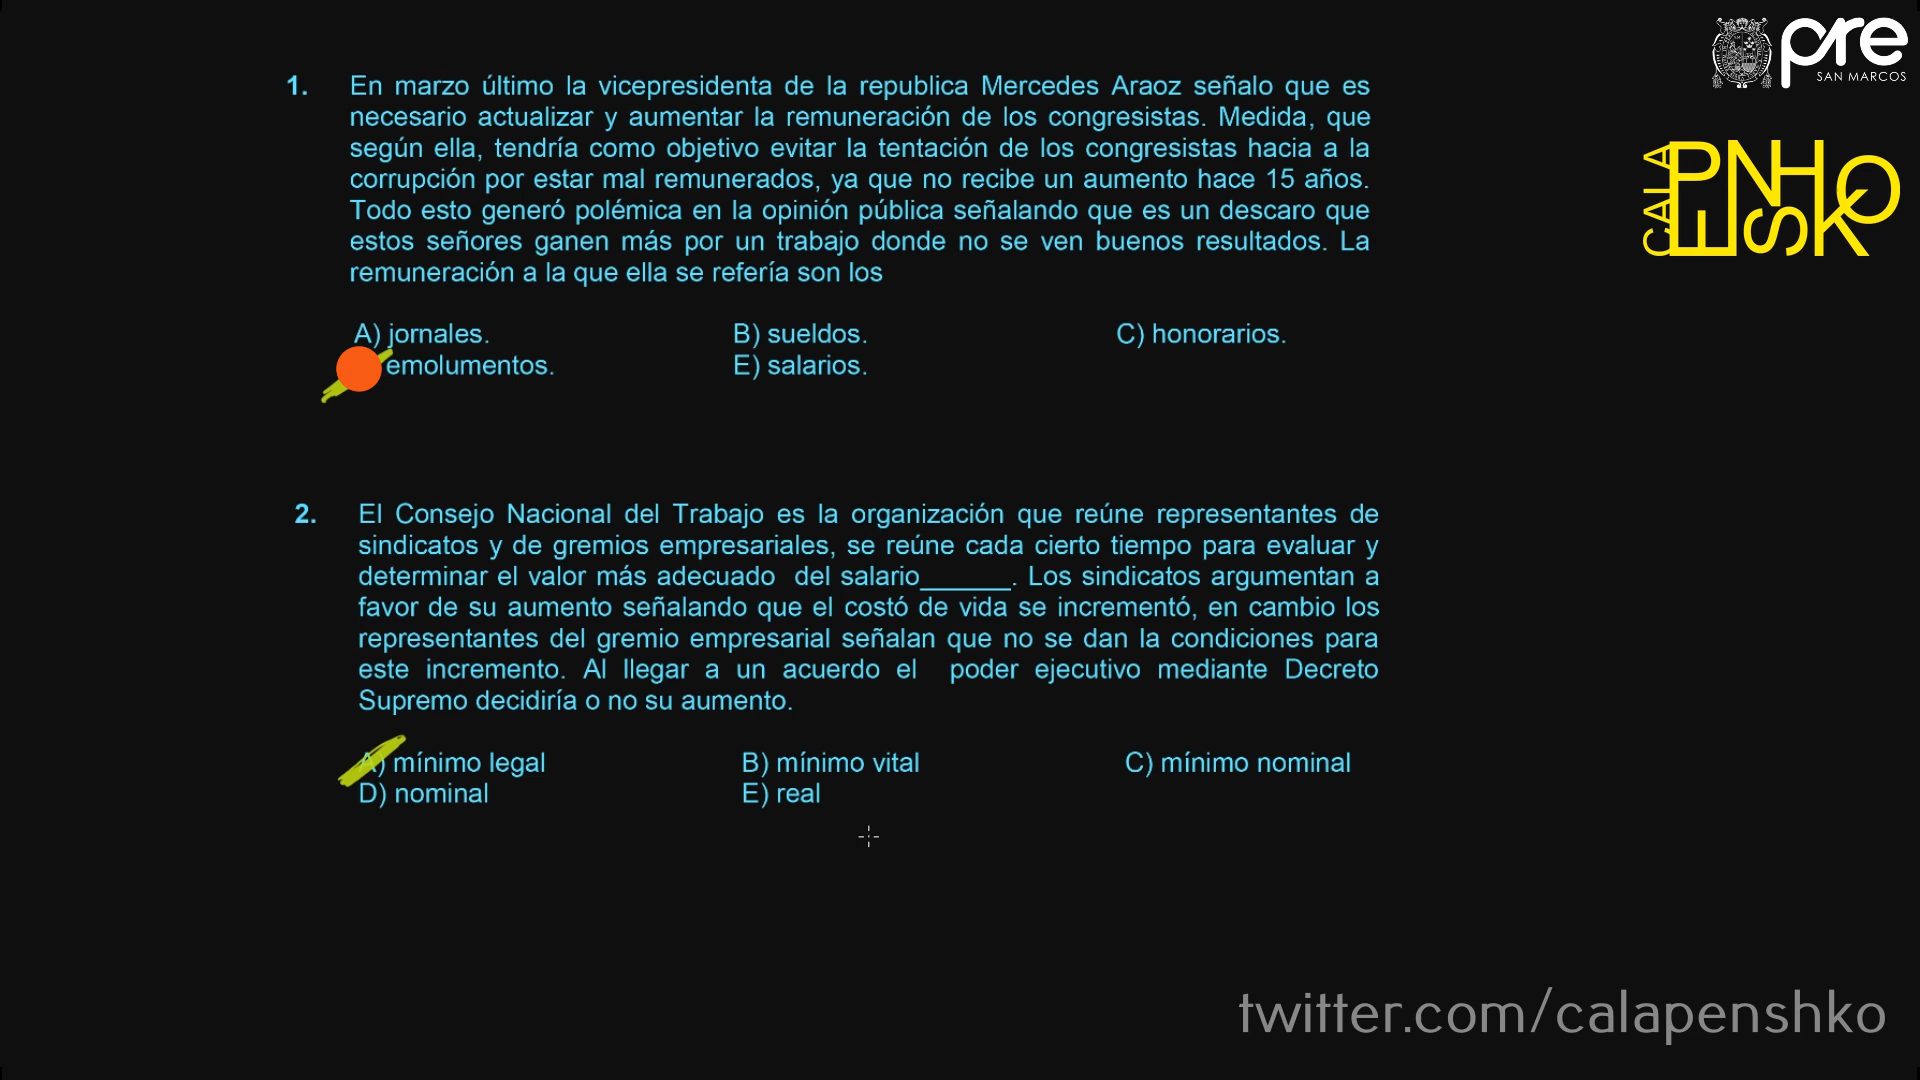 pre
SAN MARCOS
CALA
PENSHKO
1. En marzo último la vicepresidenta de la republica Mercedes Araoz señalo que es
necesario actualizar y aumentar la remuneración de los congresistas. Medida, que
según ella, tendría como objetivo evitar la tentación de los congresistas hacia a la
corrupción por estar mal remunerados, ya que no recibe un aumento hace 15 años.
Todo esto generó polémica en la opinión pública señalando que es un descaro que
estos señores ganen más por un trabajo donde no se ven buenos resultados. La
remuneración a la que ella se refería son los
A) jornales. B) sueldos. C) honorarios.
emolumentos. E) salarios.
2. El Consejo Nacional del Trabajo es la organización que reúne representantes de
sindicatos y de gremios empresariales, se reúne cada cierto tiempo para evaluar y
determinar el valor más adecuado del salario______. Los sindicatos argumentan a
favor de su aumento señalando que el costó de vida se incrementó, en cambio los
representantes del gremio empresarial señalan que no se dan la condiciones para
este incremento. Al llegar a un acuerdo el poder ejecutivo mediante Decreto
Supremo decidiría o no su aumento.
A) mínimo legal B) mínimo vital C) mínimo nominal
D) nominal E) real
twitter.com/calapenshko